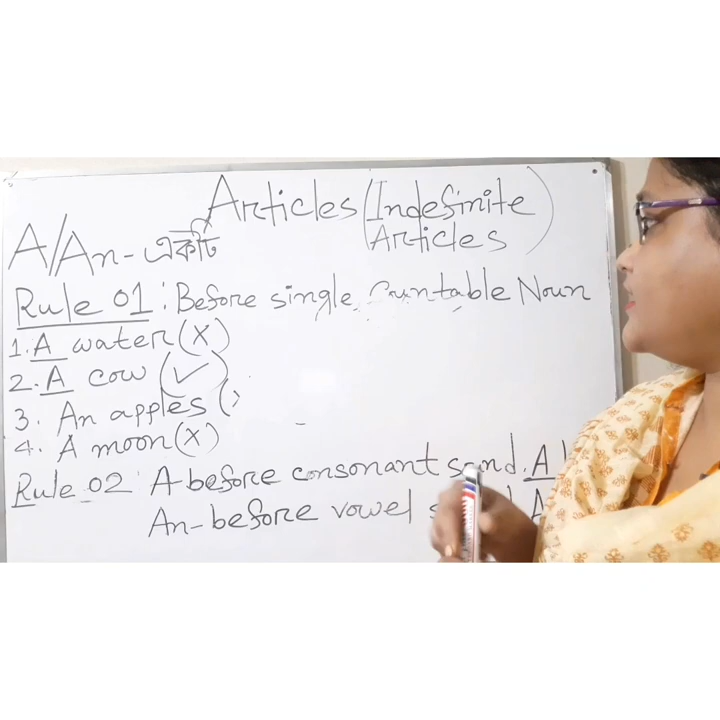 Articles (Indefinite
Articles)
A/An - একটি
Rule 01 : Before single Countable Noun
1. A water (X)
2. A cow (✓)
3. An apples (
4. A moon (X)
Rule 02 : A before consonant sound. A
An - before vowel